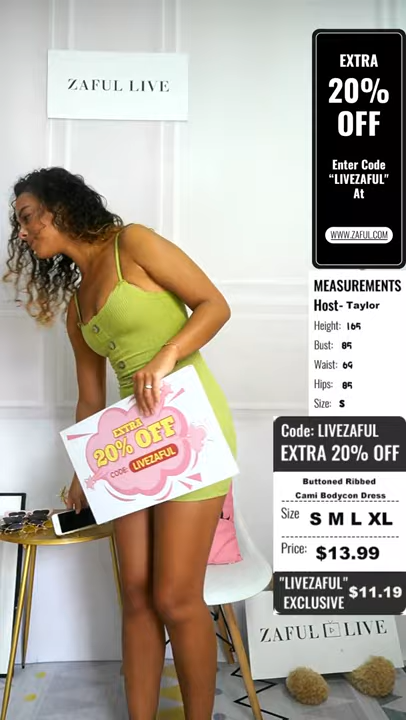 ZAFUL LIVE
EXTRA
20%
OFF
Enter Code
"LIVEZAFUL"
At
WWW.ZAFUL.COM
MEASUREMENTS
Host- Taylor
Height: 165
Bust: 85
Waist: 64
Hips: 85
Size: S
Code: LIVEZAFUL
EXTRA 20% OFF
Buttoned Ribbed
Cami Bodycon Dress
Size S M L XL
Price: $13.99
"LIVEZAFUL" $11.19
EXCLUSIVE
EXTRA
20% OFF
CODE: LIVEZAFUL
ZAFUL LIVE